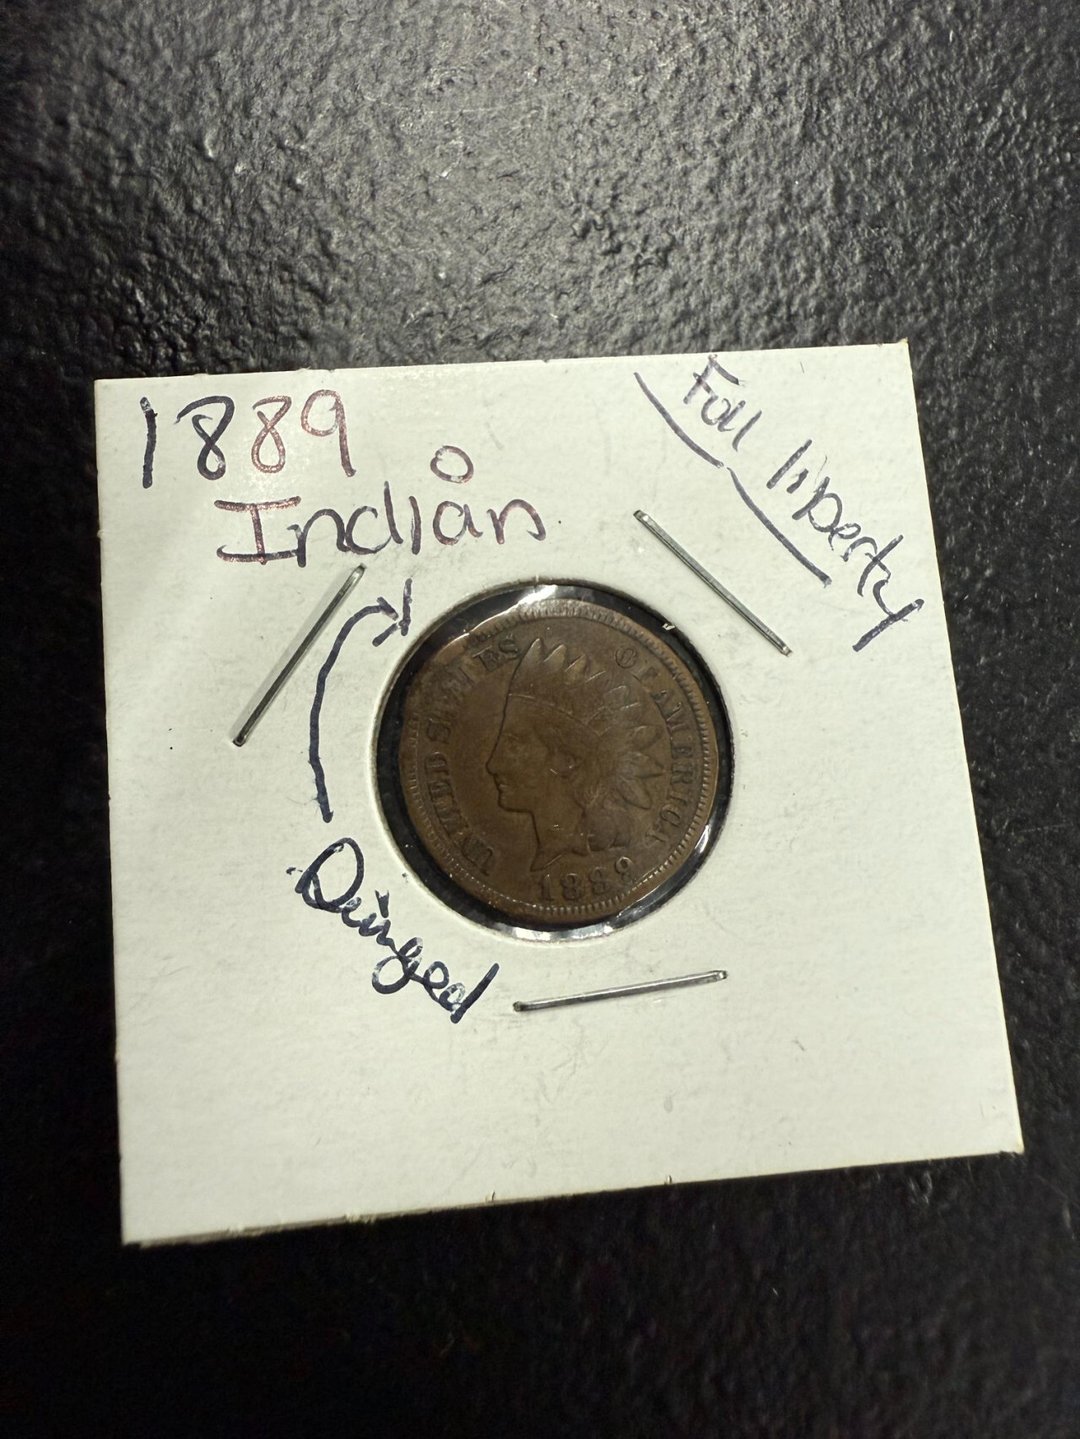 1889
Indian
Full liberty
Dinged
UNITED STATES OF AMERICA
1889